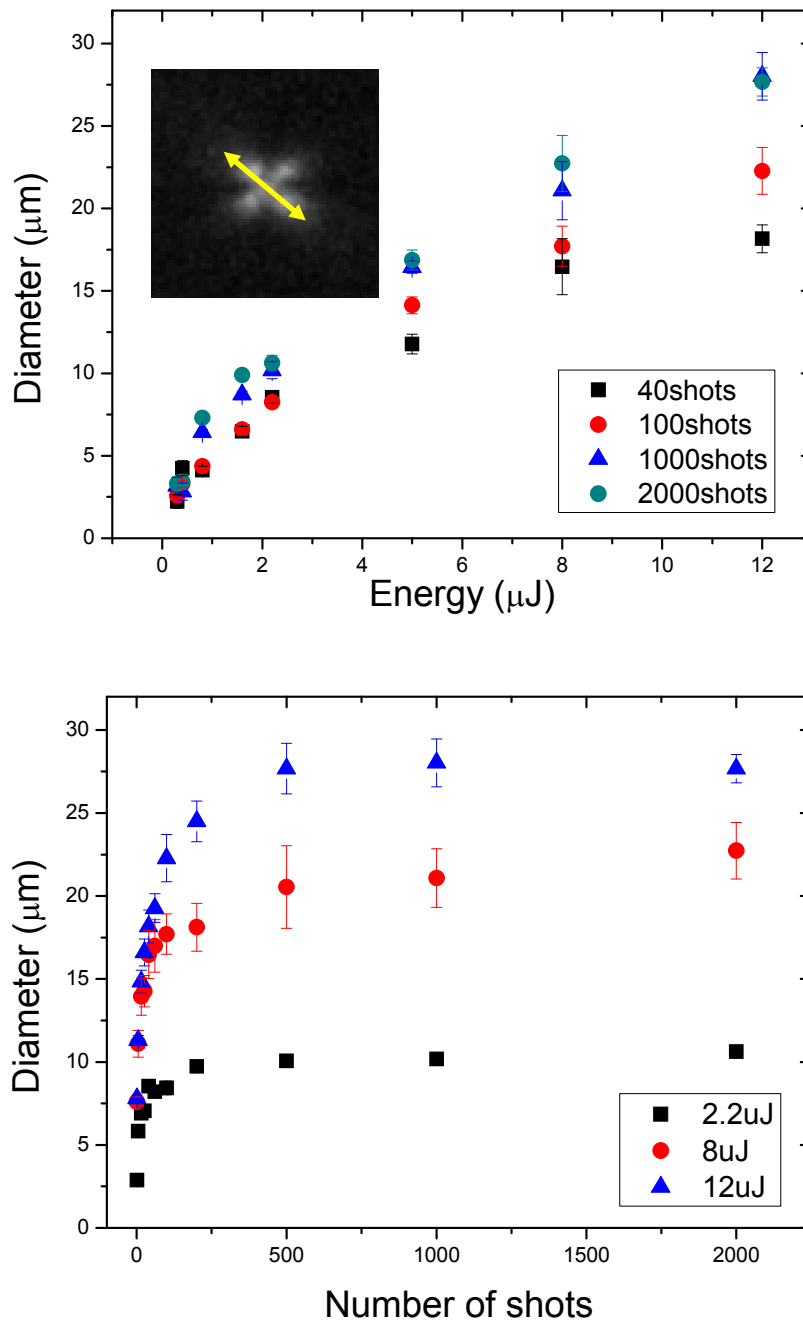 30
25
20
15
10
5
0
Diameter (μm)
0 2 4 6 8 10 12
Energy (μJ)
40shots
100shots
1000shots
2000shots
30
25
20
15
10
5
0
Diameter (μm)
0 500 1000 1500 2000
Number of shots
2.2uJ
8uJ
12uJ